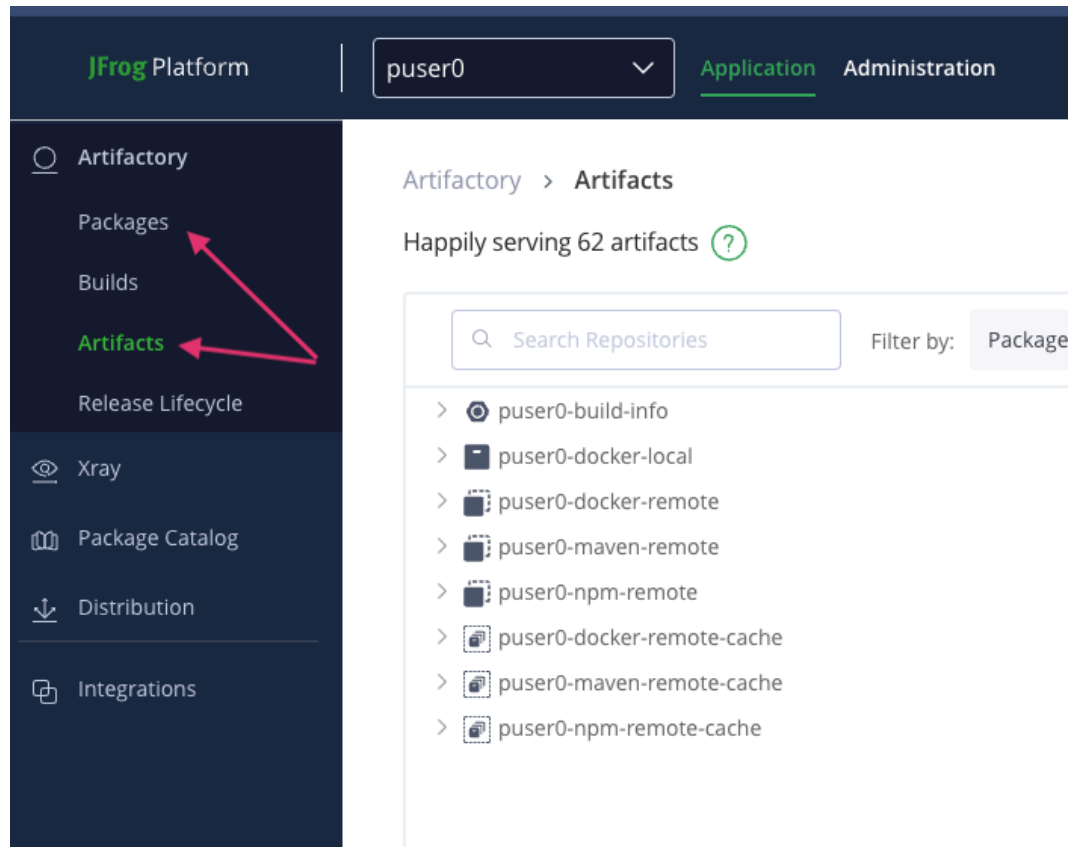 JFrog Platform
puser0
Application
Administration
Artifactory
Packages
Builds
Artifacts
Release Lifecycle
Xray
Package Catalog
Distribution
Integrations
Artifactory > Artifacts
Happily serving 62 artifacts ?
Search Repositories
Filter by:
Package
puser0-build-info
puser0-docker-local
puser0-docker-remote
puser0-maven-remote
puser0-npm-remote
puser0-docker-remote-cache
puser0-maven-remote-cache
puser0-npm-remote-cache